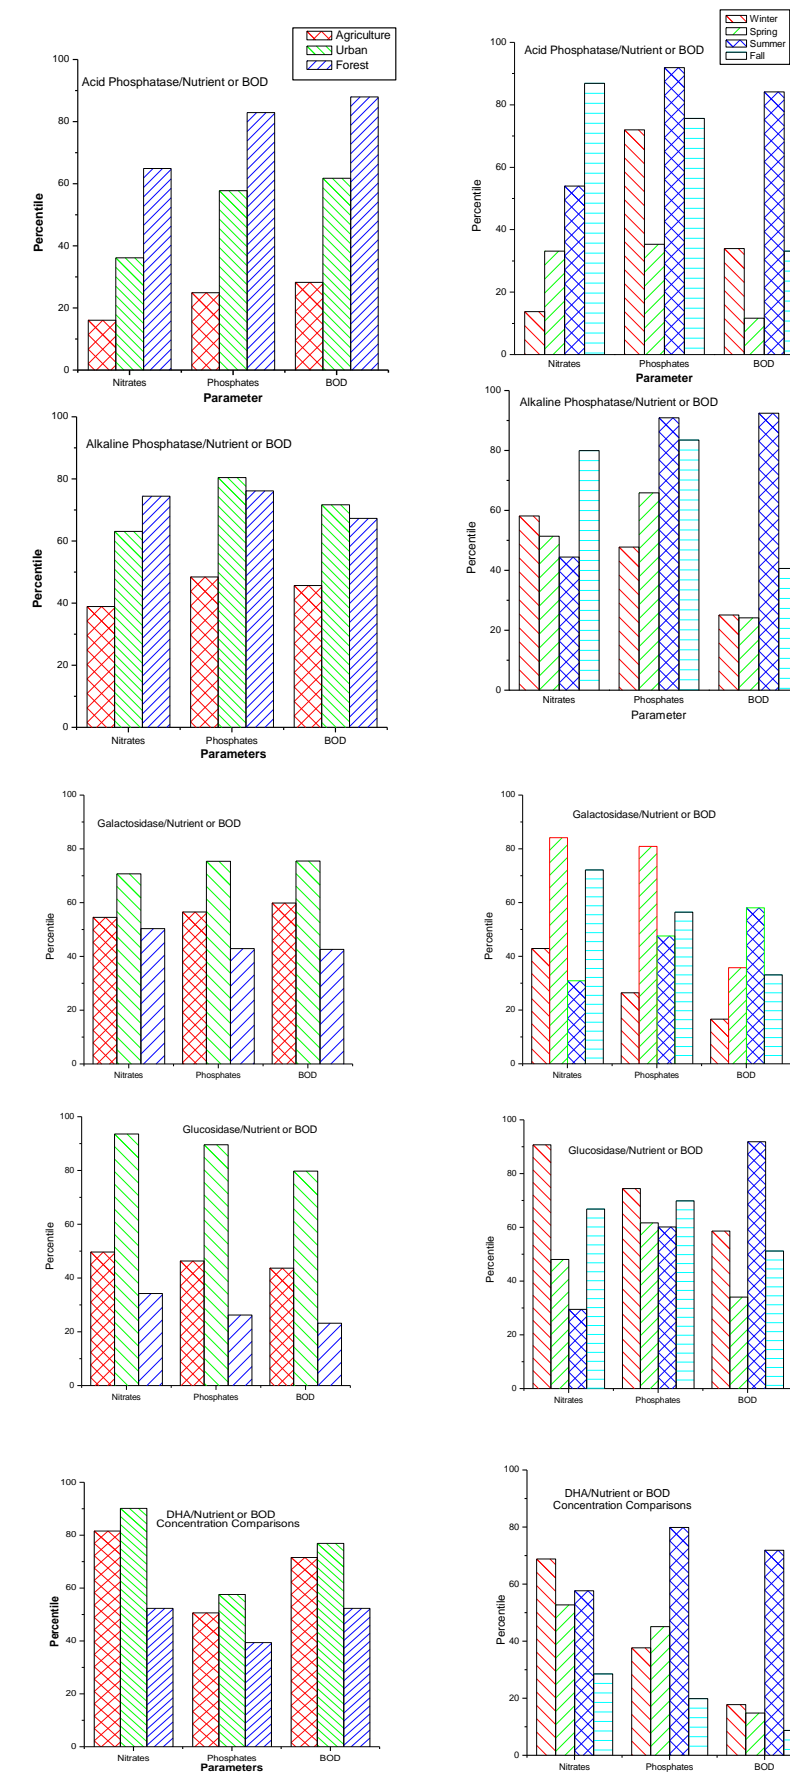 Agriculture
Urban
Forest
100
80
60
40
20
0
Percentile
Acid Phosphatase/Nutrient or BOD
Nitrates
Phosphates
BOD
Parameter
Winter
Spring
Summer
Fall
100
80
60
40
20
0
Percentile
Acid Phosphatase/Nutrient or BOD
Nitrates
Phosphates
BOD
Parameter
100
80
60
40
20
0
Percentile
Alkaline Phosphatase/Nutrient or BOD
Nitrates
Phosphates
BOD
Parameters
100
80
60
40
20
0
Percentile
Alkaline Phosphatase/Nutrient or BOD
Nitrates
Phosphates
BOD
Parameter
100
80
60
40
20
0
Percentile
Galactosidase/Nutrient or BOD
Nitrates
Phosphates
BOD
100
80
60
40
20
0
Percentile
Galactosidase/Nutrient or BOD
Nitrates
Phosphates
BOD
100
80
60
40
20
0
Percentile
Glucosidase/Nutrient or BOD
Nitrates
Phosphates
BOD
100
80
60
40
20
0
Percentile
Glucosidase/Nutrient or BOD
Nitrates
Phosphates
BOD
100
80
60
40
20
0
Percentile
DHA/Nutrient or BOD
Concentration Comparisons
Nitrates
Phosphates
BOD
Parameters
100
80
60
40
20
0
Percentile
DHA/Nutrient or BOD
Concentration Comparisons
Nitrates
Phosphates
BOD